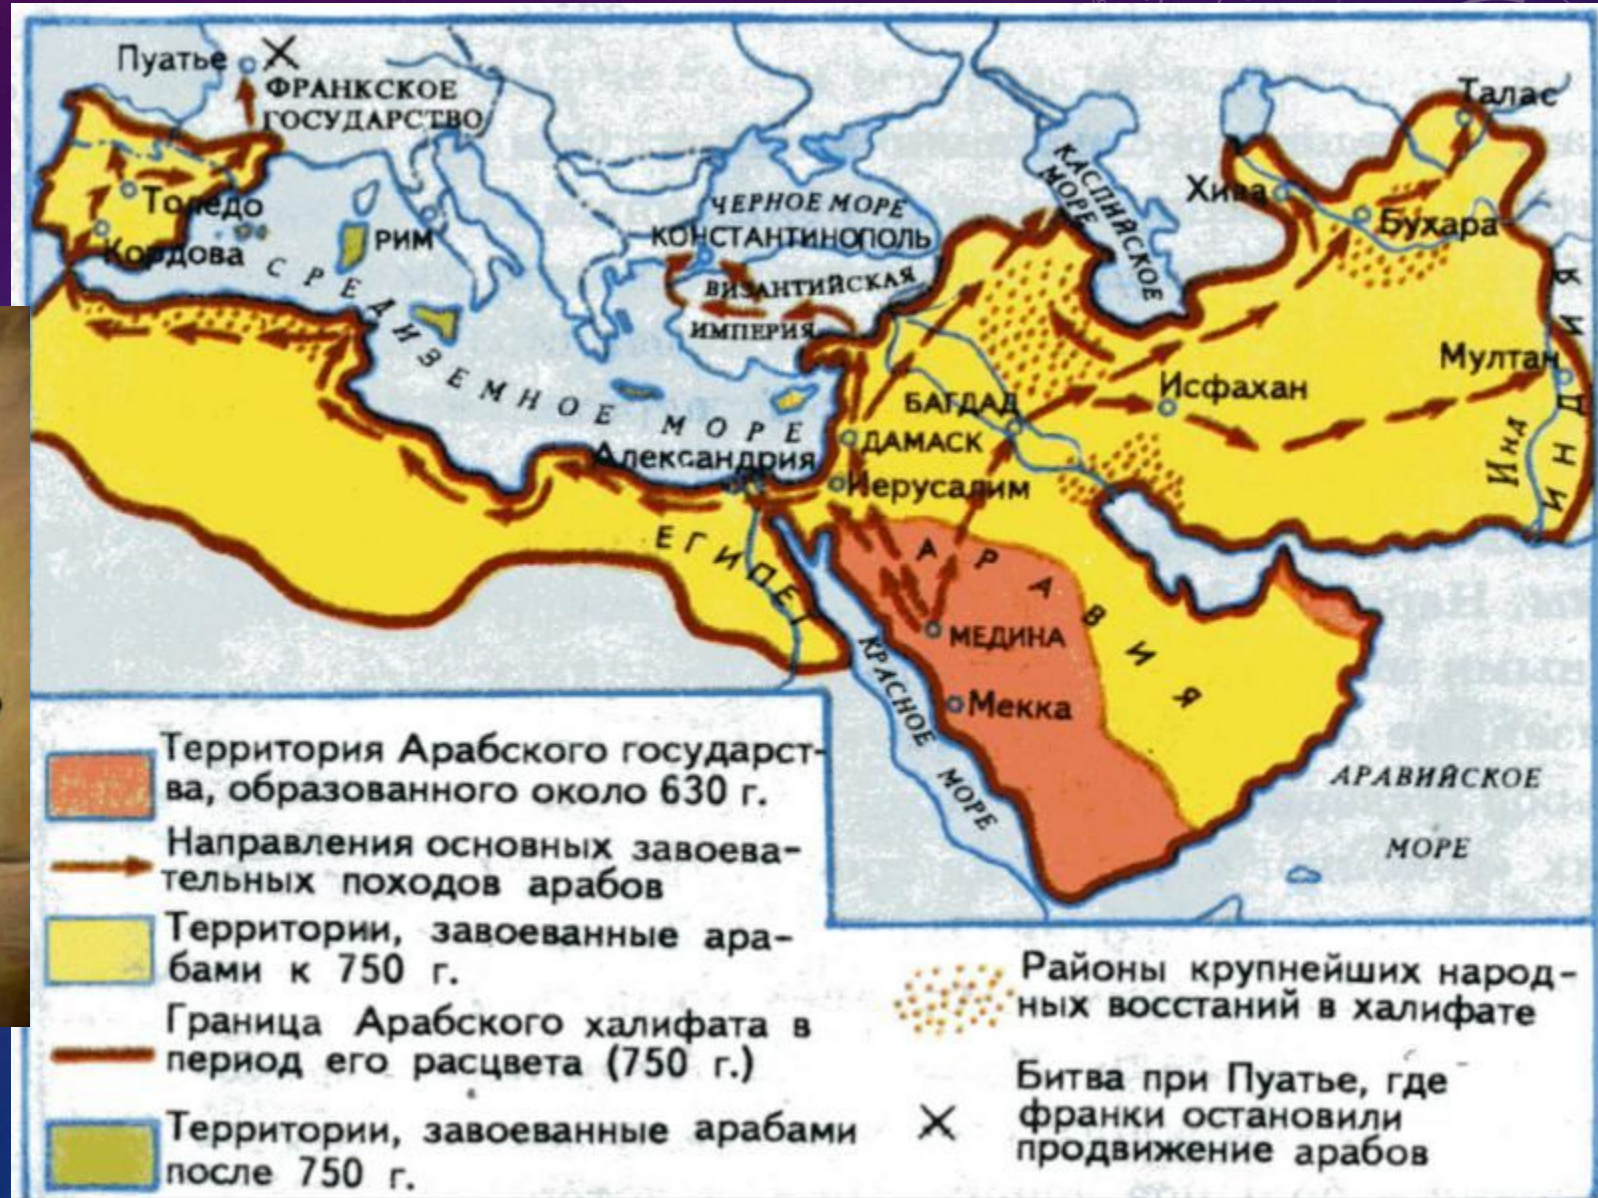 Пуатье
ФРАНКСКОЕ
ГОСУДАРСТВО
Талас
Толедо
Кордова
РИМ
ЧЕРНОЕ МОРЕ
КОНСТАНТИНОПОЛЬ
ВИЗАНТИЙСКАЯ
ИМПЕРИЯ
КАСПИЙСКОЕ
МОРЕ
Хива
Бухара
СРЕДИЗЕМНОЕ МОРЕ
Мултан
Исфахан
БАГДАД
ДАМАСК
Александрия
Иерусалим
Инд
ЕГИПЕТ
АРАВИЯ
МЕДИНА
Мекка
КРАСНОЕ МОРЕ
АРАВИЙСКОЕ
МОРЕ
Территория Арабского государст-
ва, образованного около 630 г.
Направления основных завоева-
тельных походов арабов
Территории, завоеванные ара-
бами к 750 г.
Граница Арабского халифата в
период его расцвета (750 г.)
Территории, завоеванные арабами
после 750 г.
Районы крупнейших народ-
ных восстаний в халифате
Битва при Пуатье, где
франки остановили
продвижение арабов